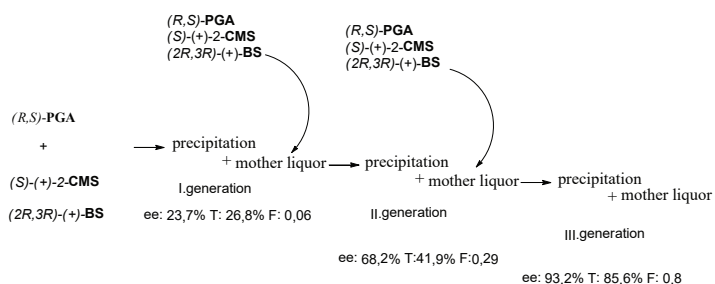 (R,S)-PGA
(S)-(+)-2-CMS
(2R,3R)-(+)-BS
(R,S)-PGA
(S)-(+)-2-CMS
(2R,3R)-(+)-BS
(R,S)-PGA
+
(S)-(+)-2-CMS
(2R,3R)-(+)-BS
precipitation
+ mother liquor
I.generation
ee: 23,7% T: 26,8% F: 0,06
precipitation
+ mother liquor
II.generation
ee: 68,2% T:41,9% F:0,29
precipitation
+ mother liquor
III.generation
ee: 93,2% T: 85,6% F: 0,8